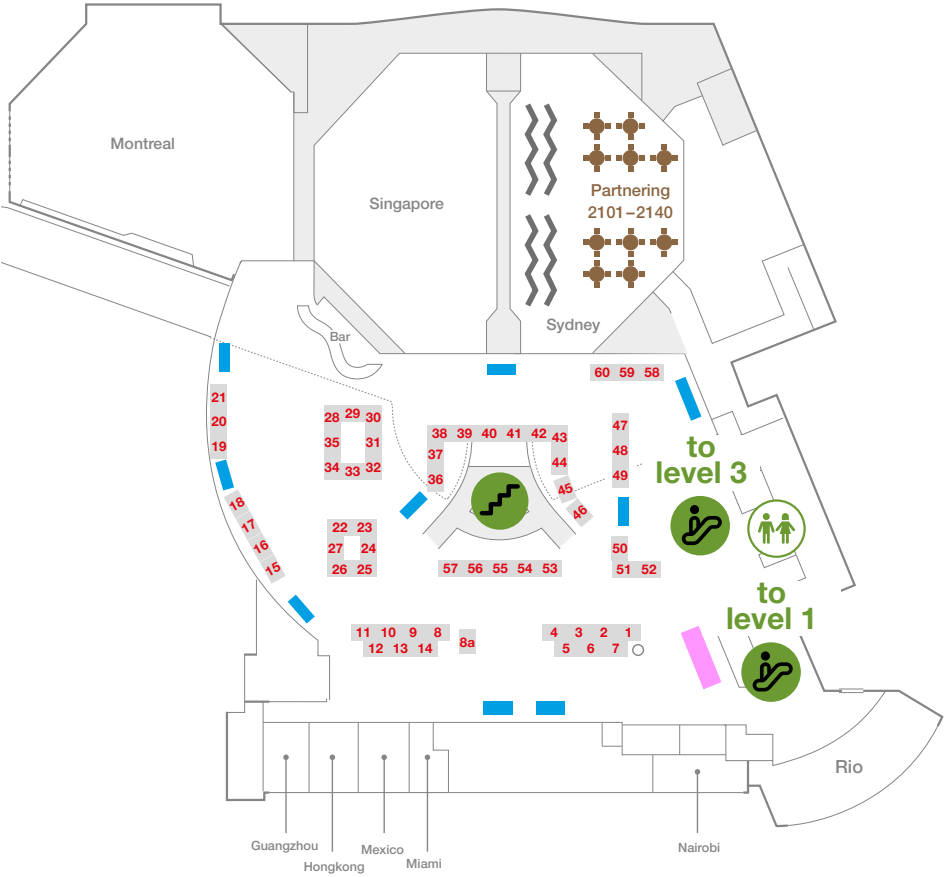 Montreal
Singapore
Partnering
2101–2140
Sydney
Bar
60 59 58
21
20
19
28 29 30
35 31
34 33 32
38 39 40 41 42 43
37
36
44
45
46
47
48
49
to
level 3
18
17
16
15
22 23
27 24
26 25
50
51 52
57 56 55 54 53
to
level 1
11 10 9 8
12 13 14
8a
4 3 2 1
5 6 7
Rio
Guangzhou
Hongkong
Mexico
Miami
Nairobi